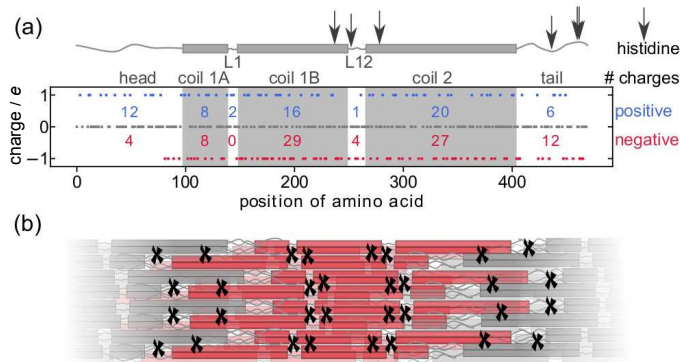 (a)
histidine
L1 L12
head coil 1A coil 1B coil 2 tail # charges
1
12 8 2 16 1 20 6 positive
0
4 8 0 29 4 27 12 negative
−1
charge / e
0 100 200 300 400
position of amino acid
(b)